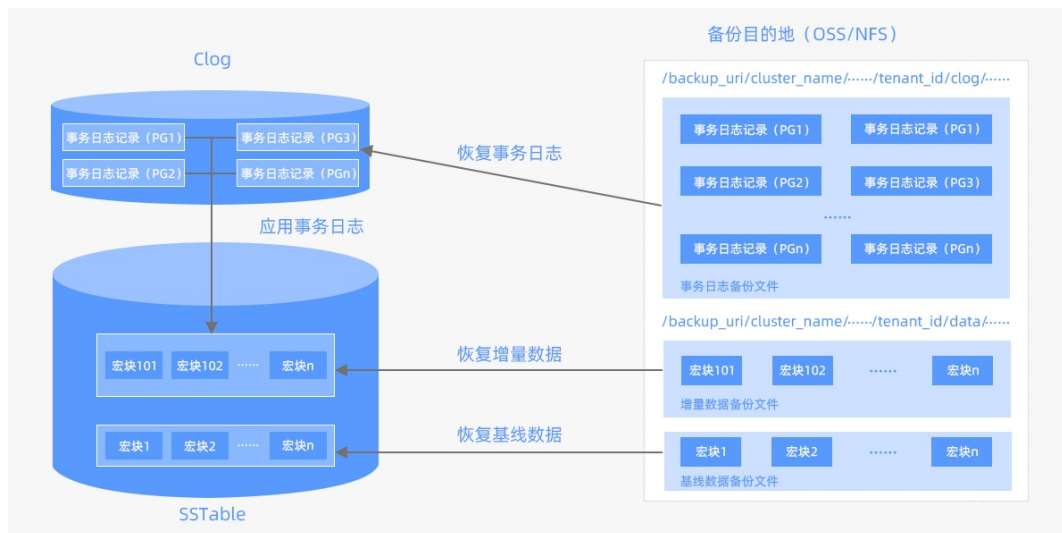 备份目的地（OSS/NFS）
Clog
/backup_uri/cluster_name/······/tenant_id/clog/······
事务日志记录（PG1） 事务日志记录（PG3）
事务日志记录（PG2） 事务日志记录（PGn）
恢复事务日志
事务日志记录（PG1） 事务日志记录（PG1）
事务日志记录（PG2） 事务日志记录（PG3）
······
事务日志记录（PGn） 事务日志记录（PGn）
事务日志备份文件
应用事务日志
/backup_uri/cluster_name/······/tenant_id/data/······
宏块101 宏块102 ······ 宏块n
恢复增量数据
宏块101 宏块102 ······ 宏块n
增量数据备份文件
宏块1 宏块2 ······ 宏块n
恢复基线数据
宏块1 宏块2 ······ 宏块n
基线数据备份文件
SSTable